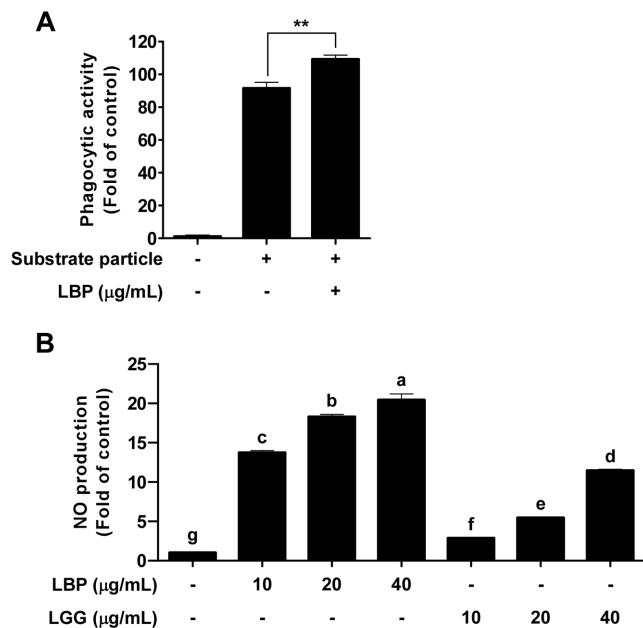 A
**
Phagocytic activity
(Fold of control)
120
100
80
60
40
20
0
Substrate particle - + +
LBP (μg/mL) - - +
B
NO production
(Fold of control)
25
20
15
10
5
0
g c b a f e d
LBP (μg/mL) - 10 20 40 - - -
LGG (μg/mL) - - - - 10 20 40